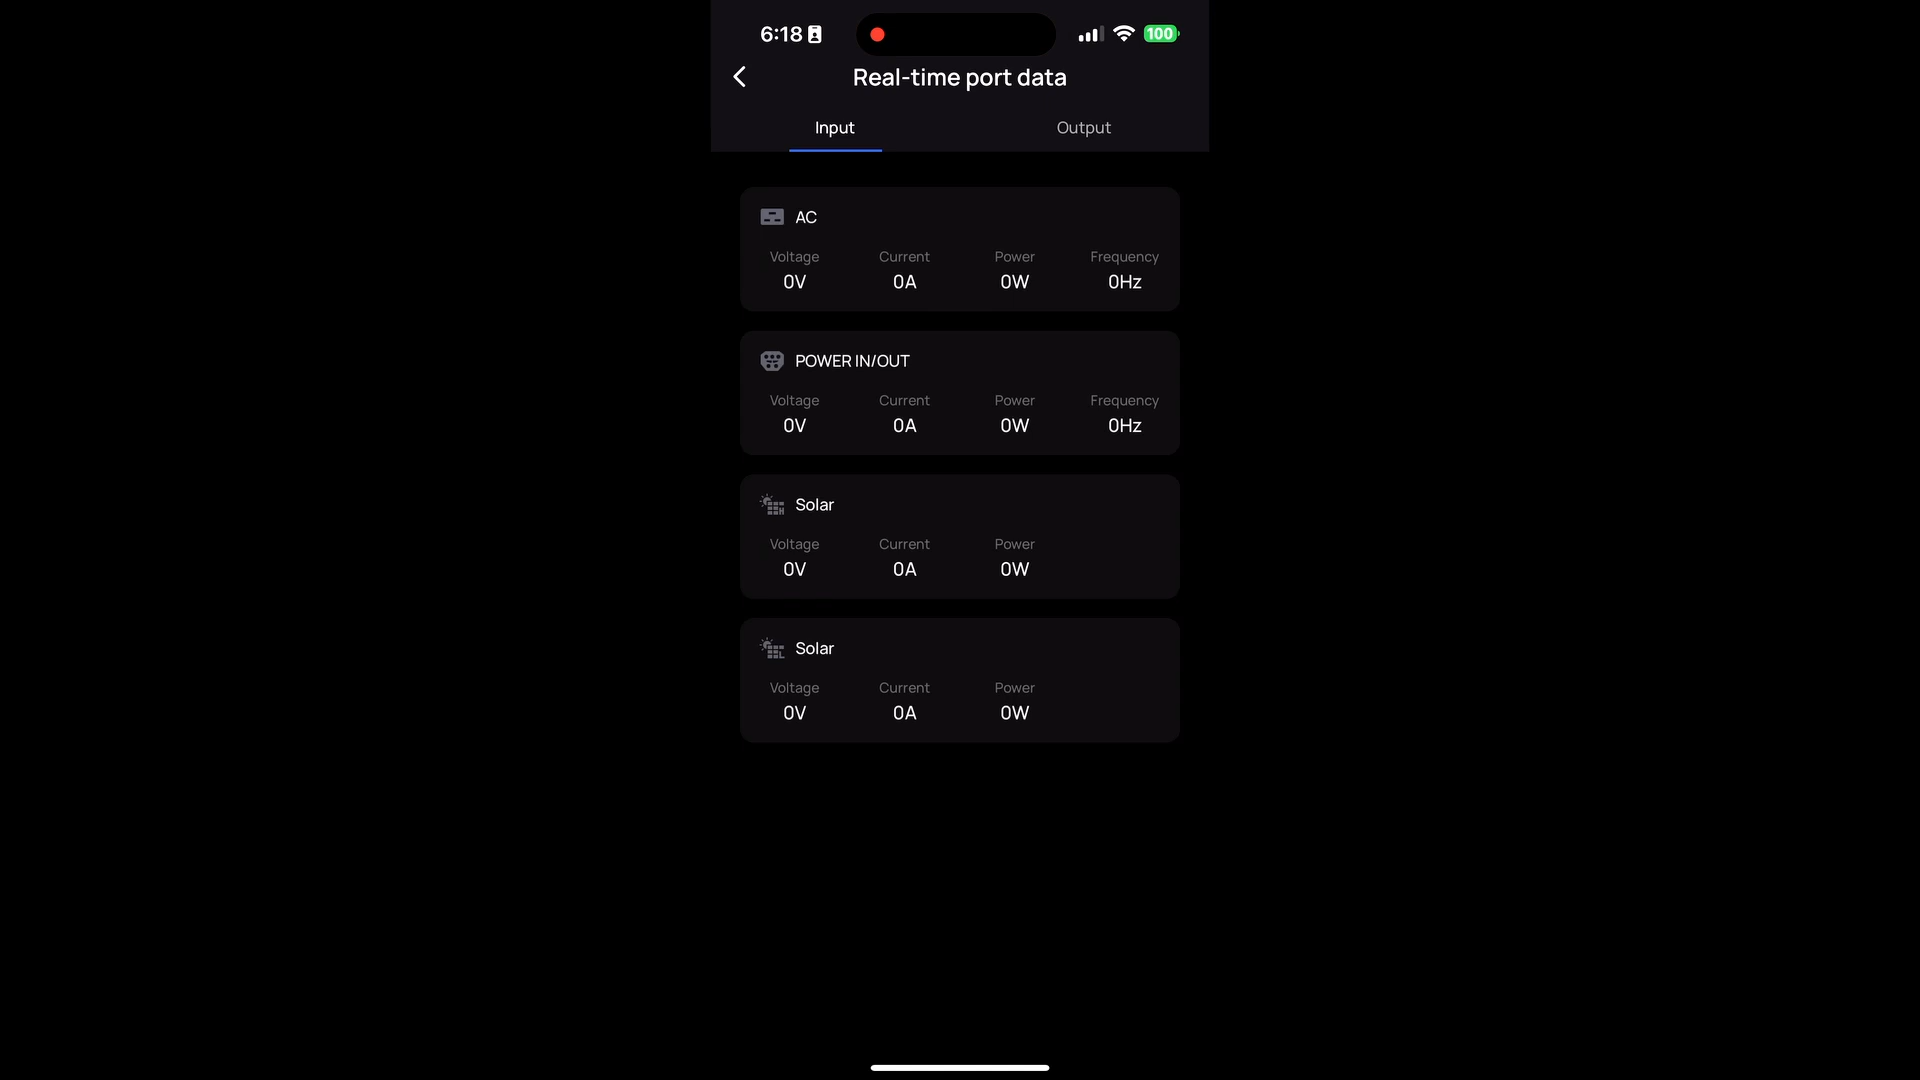 6:18
100
Real-time port data
Input Output
AC
Voltage Current Power Frequency
0V 0A 0W 0Hz
POWER IN/OUT
Voltage Current Power Frequency
0V 0A 0W 0Hz
Solar
Voltage Current Power
0V 0A 0W
Solar
Voltage Current Power
0V 0A 0W